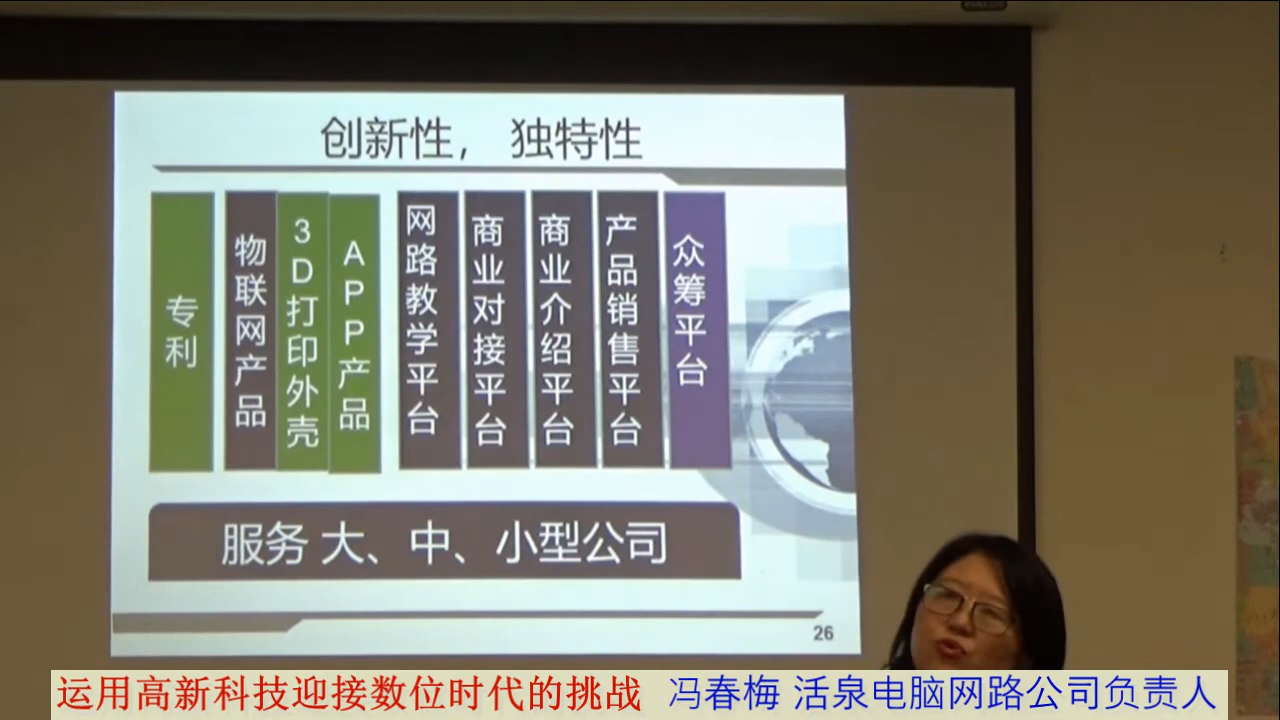 创新性， 独特性
专利
物联网产品
3D打印外壳
APP产品
网路教学平台
商业对接平台
商业介绍平台
产品销售平台
众筹平台
服务 大、中、小型公司
26
运用高新科技迎接数位时代的挑战 冯春梅 活泉电脑网路公司负责人